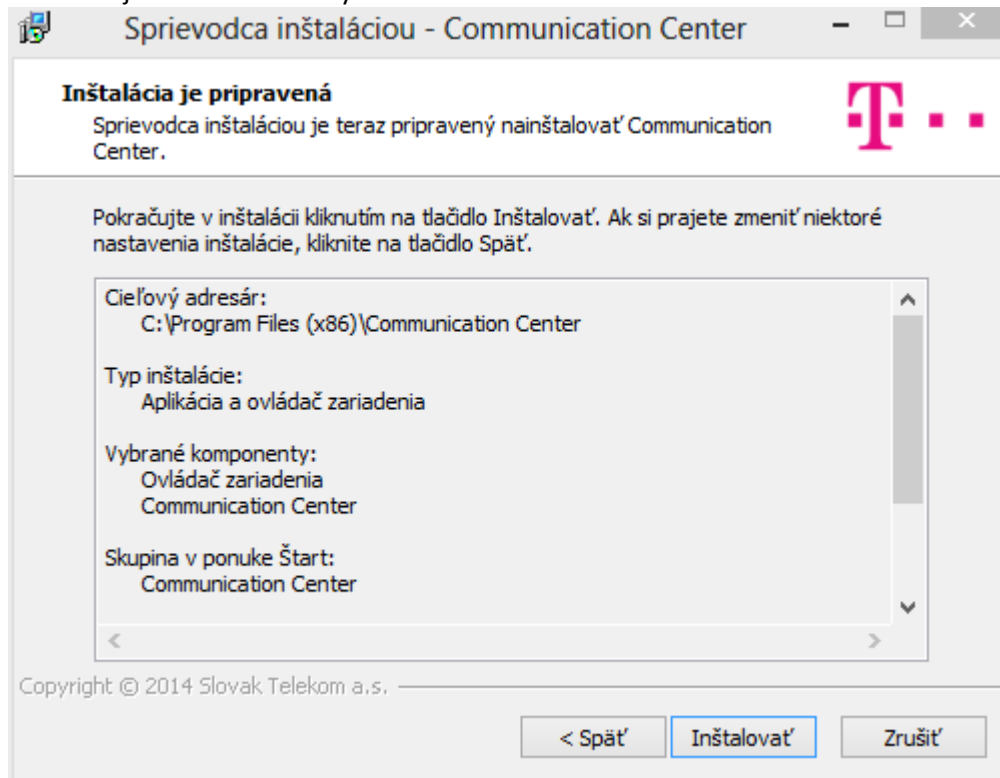 Sprievodca inštaláciou - Communication Center
Inštalácia je pripravená
Sprievodca inštaláciou je teraz pripravený nainštalovať Communication
Center.
T
Pokračujte v inštalácii kliknutím na tlačidlo Inštalovať. Ak si prajete zmeniť niektoré
nastavenia inštalácie, kliknite na tlačidlo Späť.
Cieľový adresár:
C:\Program Files (x86)\Communication Center
Typ inštalácie:
Aplikácia a ovládač zariadenia
Vybrané komponenty:
Ovládač zariadenia
Communication Center
Skupina v ponuke Štart:
Communication Center
Copyright © 2014 Slovak Telekom a.s.
< Späť
Inštalovať
Zrušiť